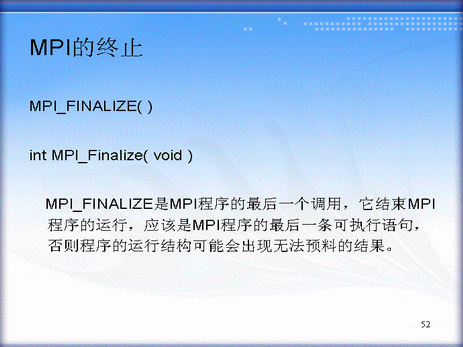 MPI的终止
MPI_FINALIZE( )
int MPI_Finalize( void )
MPI_FINALIZE是MPI程序的最后一个调用，它结束MPI
程序的运行，应该是MPI程序的最后一条可执行语句，
否则程序的运行结构可能会出现无法预料的结果。
52